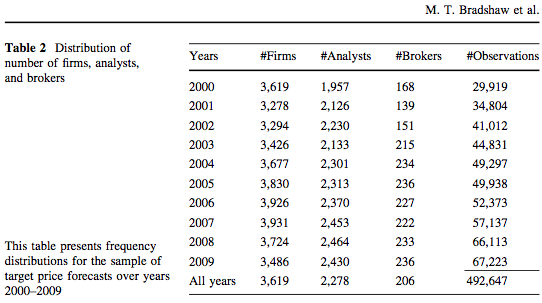 M. T. Bradshaw et al.
Table 2 Distribution of
number of firms, analysts,
and brokers
Years #Firms #Analysts #Brokers #Observations
2000 3,619 1,957 168 29,919
2001 3,278 2,126 139 34,804
2002 3,294 2,230 151 41,012
2003 3,426 2,133 215 44,831
2004 3,677 2,301 234 49,297
2005 3,830 2,313 236 49,938
2006 3,926 2,370 227 52,373
2007 3,931 2,453 222 57,137
2008 3,724 2,464 233 66,113
2009 3,486 2,430 236 67,223
All years 3,619 2,278 206 492,647
This table presents frequency
distributions for the sample of
target price forecasts over years
2000–2009